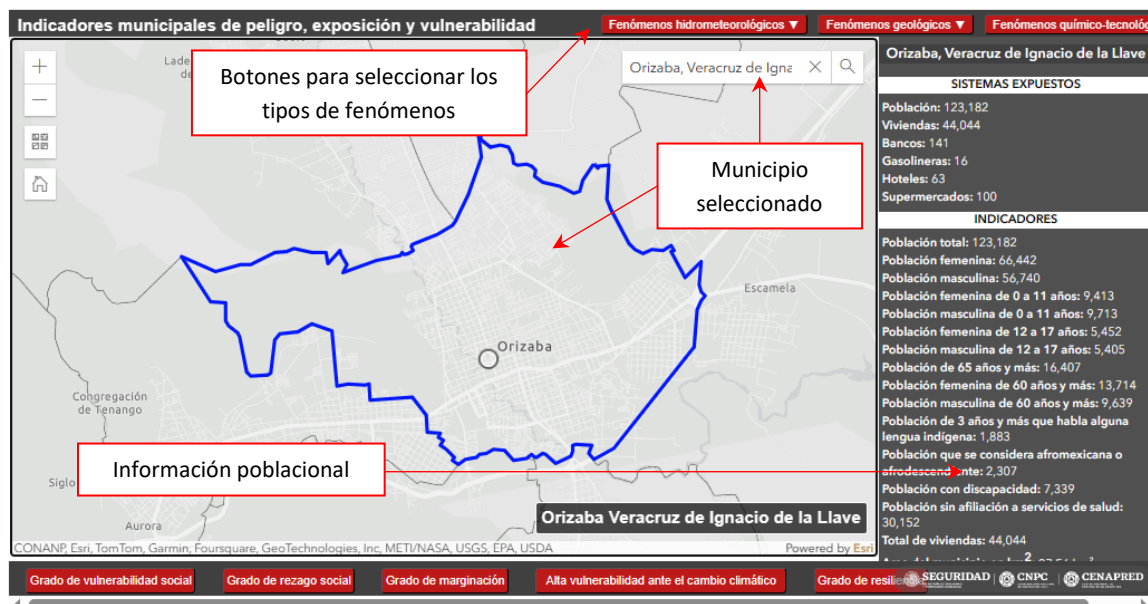 Indicadores municipales de peligro, exposición y vulnerabilidad
Fenómenos hidrometeorológicos ▼
Fenómenos geológicos ▼
Fenómenos químico-tecnológ
Botones para seleccionar los
tipos de fenómenos
Orizaba, Veracruz de Igna
Municipio
seleccionado
Escamela
Orizaba
Congregación
de Tenango
Información poblacional
Siglo
Aurora
Orizaba Veracruz de Ignacio de la Llave
CONANP, Esri, TomTom, Garmin, Foursquare, GeoTechnologies, Inc, METI/NASA, USGS, EPA, USDA
Powered by Esri
Orizaba, Veracruz de Ignacio de la Llave
SISTEMAS EXPUESTOS
Población: 123,182
Viviendas: 44,044
Bancos: 141
Gasolineras: 16
Hoteles: 63
Supermercados: 100
INDICADORES
Población total: 123,182
Población femenina: 66,442
Población masculina: 56,740
Población femenina de 0 a 11 años: 9,413
Población masculina de 0 a 11 años: 9,713
Población femenina de 12 a 17 años: 5,452
Población masculina de 12 a 17 años: 5,405
Población de 65 años y más: 16,407
Población femenina de 60 años y más: 13,714
Población masculina de 60 años y más: 9,639
Población de 3 años y más que habla alguna
lengua indígena: 1,883
Población que se considera afromexicana o
afrodescendiente: 2,307
Población con discapacidad: 7,339
Población sin afiliación a servicios de salud:
30,152
Total de viviendas: 44,044
Grado de vulnerabilidad social
Grado de rezago social
Grado de marginación
Alta vulnerabilidad ante el cambio climático
Grado de resilien
SEGURIDAD
CNPC
CENAPRED